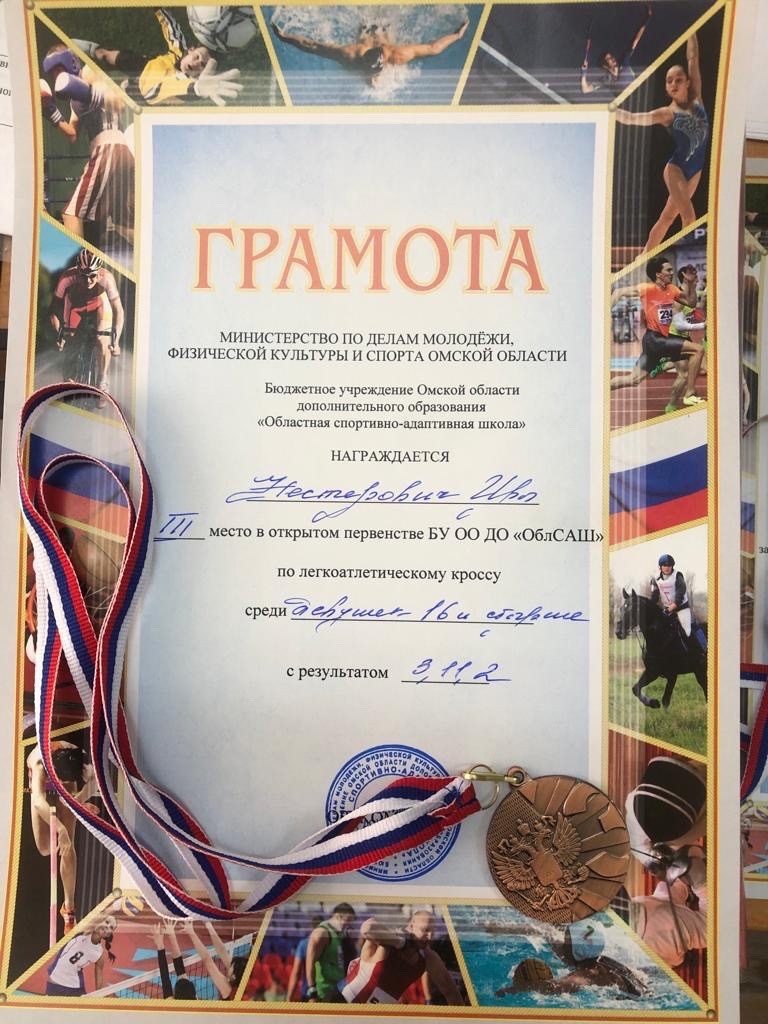 ГРАМОТА
МИНИСТЕРСТВО ПО ДЕЛАМ МОЛОДЁЖИ,
ФИЗИЧЕСКОЙ КУЛЬТУРЫ И СПОРТА ОМСКОЙ ОБЛАСТИ
Бюджетное учреждение Омской области
дополнительного образования
«Областная спортивно-адаптивная школа»
НАГРАЖДАЕТСЯ
Нестерович
III место в открытом первенстве БУ ОО ДО «ОблСАШ»
по легкоатлетическому кроссу
среди девушек 16 и старше
с результатом 3,11,2